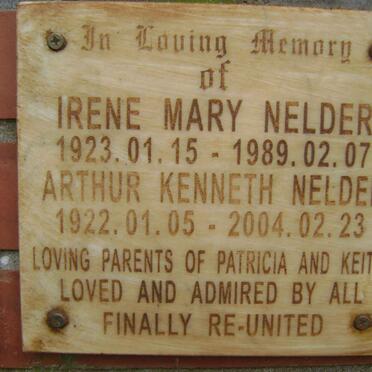 In Loving Memory
of
IRENE MARY NELDER
1923.01.15 - 1989.02.07
ARTHUR KENNETH NELDE
1922.01.05 - 2004.02.23
LOVING PARENTS OF PATRICIA AND KEIT
LOVED AND ADMIRED BY ALL
FINALLY RE-UNITED